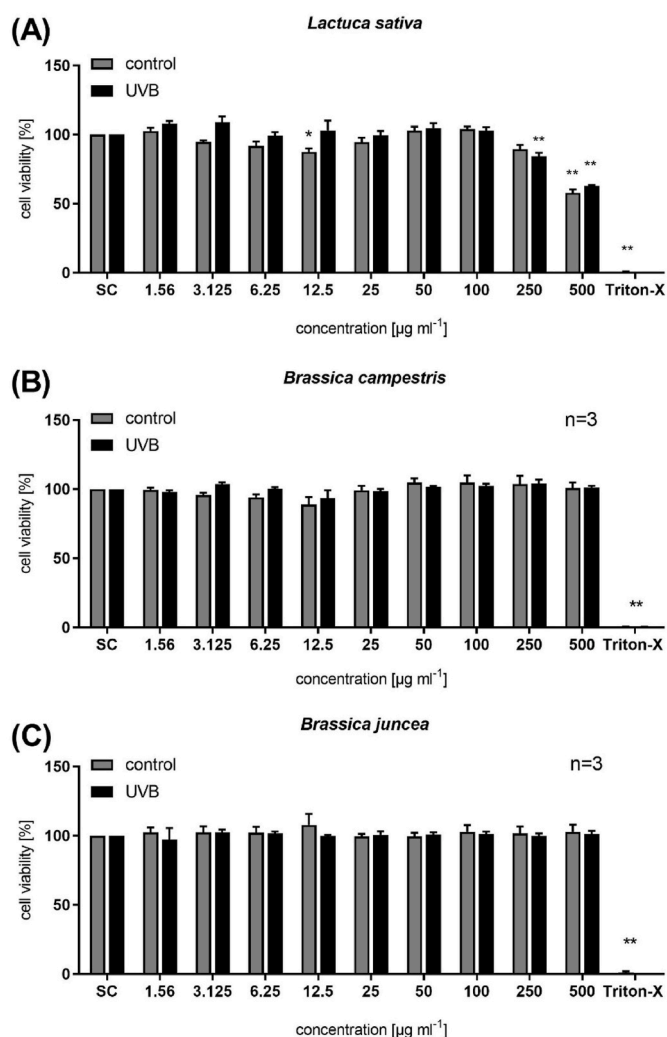 (A)
Lactuca sativa
control
UVB
150
100
50
0
cell viability [%]
*
**
**
**
**
SC 1.56 3.125 6.25 12.5 25 50 100 250 500 Triton-X
concentration [µg ml⁻¹]
(B)
Brassica campestris
control
UVB
n=3
150
100
50
0
cell viability [%]
**
SC 1.56 3.125 6.25 12.5 25 50 100 250 500 Triton-X
concentration [µg ml⁻¹]
(C)
Brassica juncea
control
UVB
n=3
150
100
50
0
cell viability [%]
**
SC 1.56 3.125 6.25 12.5 25 50 100 250 500 Triton-X
concentration [µg ml⁻¹]